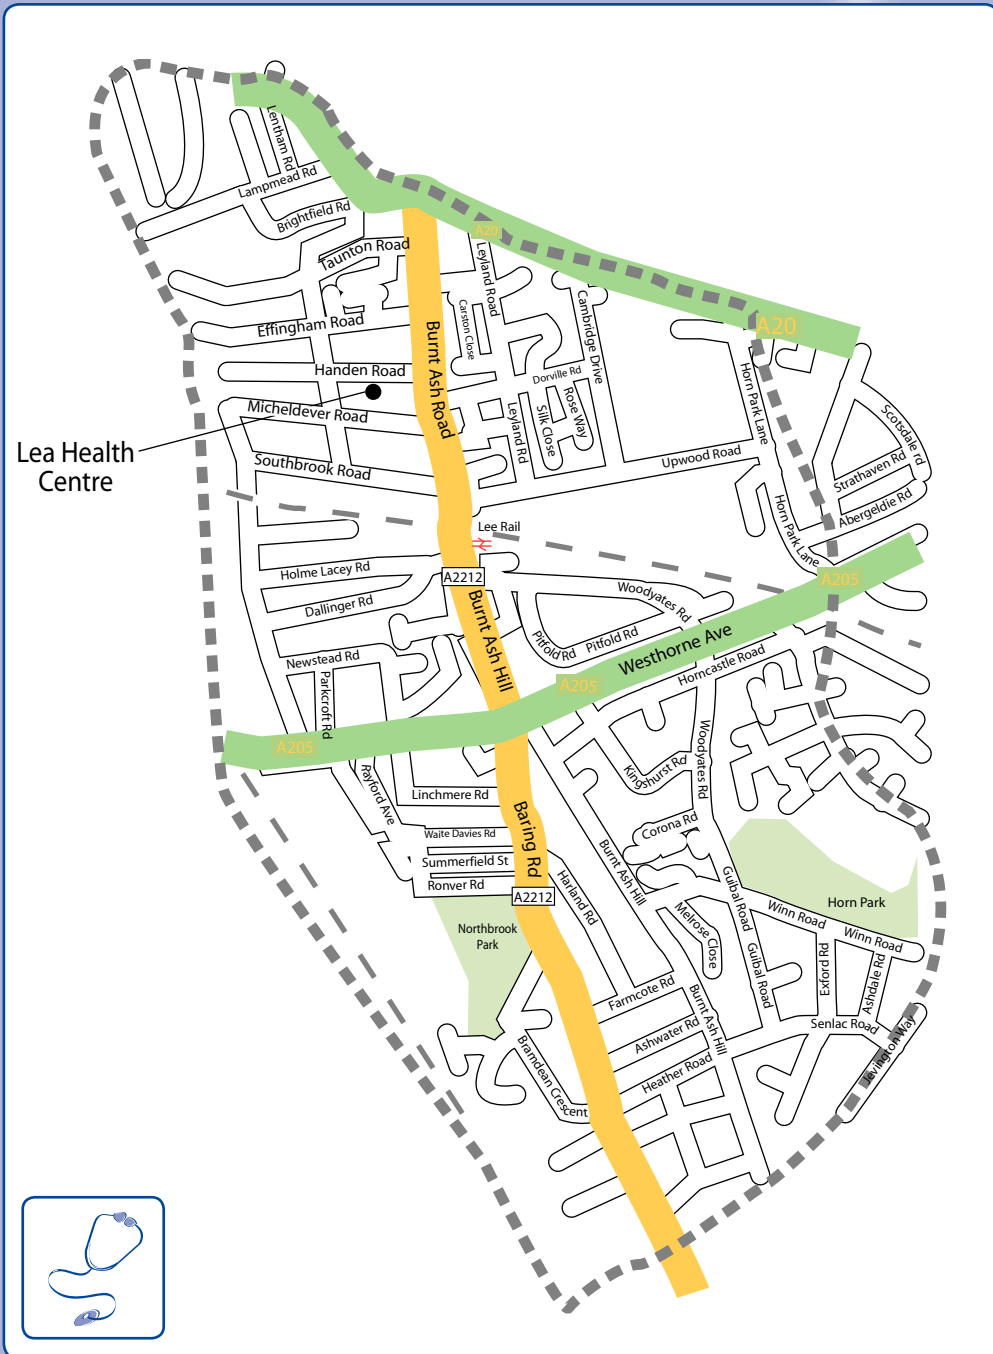 Lentham Rd
Lampmead Rd
Brightfield Rd
Taunton Road
A20
Leyland Road
Carston Close
Cambridge Drive
Effingham Road
Burnt Ash Road
A20
Handen Road
Horn Park Lane
Dorville Rd
Micheldever Road
Leyland Rd
Silk Close
Rose Way
Scotsdale rd
Lea Health
Centre
Southbrook Road
Upwood Road
Strathaven Rd
Abergeldie Rd
Horn Park Lane
Lee Rail
Holme Lacey Rd
A2212
A205
Dallinger Rd
Burnt Ash Hill
Woodyates Rd
Pitfold Rd
Pitfold Rd
Westhorne Ave
Newstead Rd
Horncastle Road
Parkcroft Rd
A205
A205
Woodyates Rd
Kingshurst Rd
Rayford Ave
Linchmere Rd
Baring Rd
Corona Rd
Waite Davies Rd
Summerfield St
Burnt Ash Hill
Ronver Rd
A2212
Harland Rd
Guibal Road
Horn Park
Winn Road
Winn Road
Northbrook
Park
Melrose Close
Guibal Road
Exford Rd
Ashdale Rd
Farmcote Rd
Burnt Ash Hill
Senlac Road
Ashwater Rd
Jevington Way
Heather Road
Bramdean Crescent